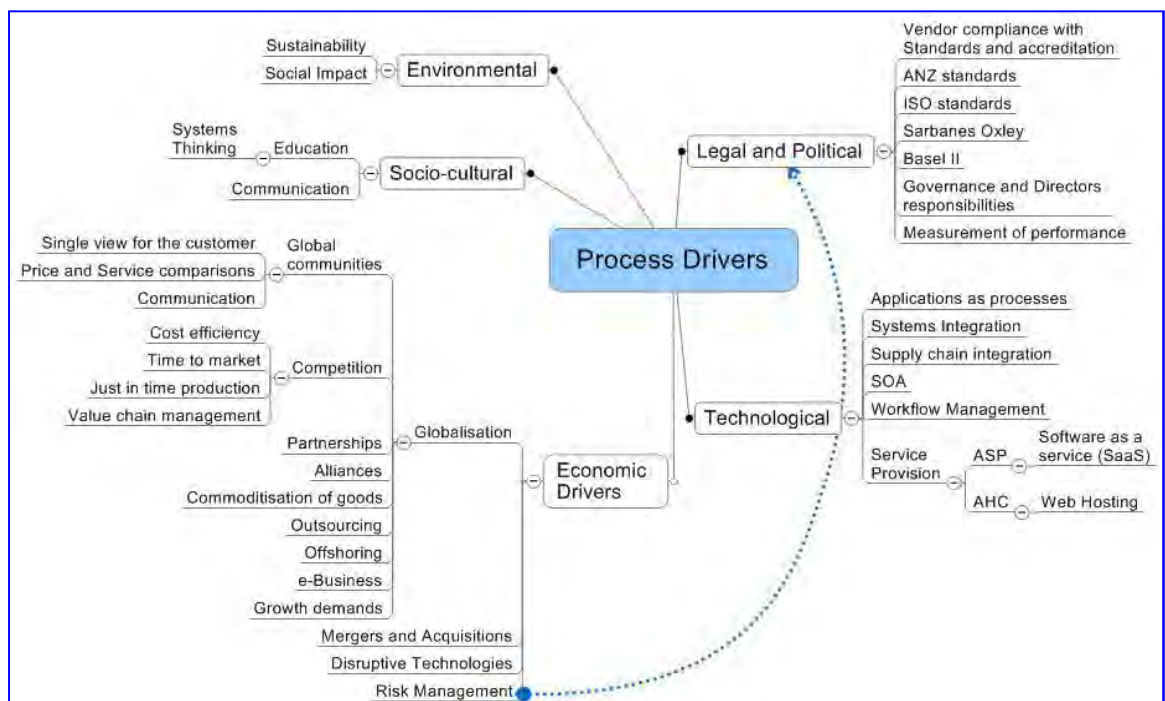 Process Drivers
Environmental
Sustainability
Social Impact
Socio-cultural
Education
Systems
Thinking
Communication
Legal and Political
Vendor compliance with
Standards and accreditation
ANZ standards
ISO standards
Sarbanes Oxley
Basel II
Governance and Directors
responsibilities
Measurement of performance
Technological
Applications as processes
Systems Integration
Supply chain integration
SOA
Workflow Management
Service
Provision
ASP
Software as a
service (SaaS)
AHC
Web Hosting
Economic
Drivers
Globalisation
Global
communities
Single view for the customer
Price and Service comparisons
Communication
Competition
Cost efficiency
Time to market
Just in time production
Value chain management
Partnerships
Alliances
Commoditisation of goods
Outsourcing
Offshoring
e-Business
Growth demands
Mergers and Acquisitions
Disruptive Technologies
Risk Management